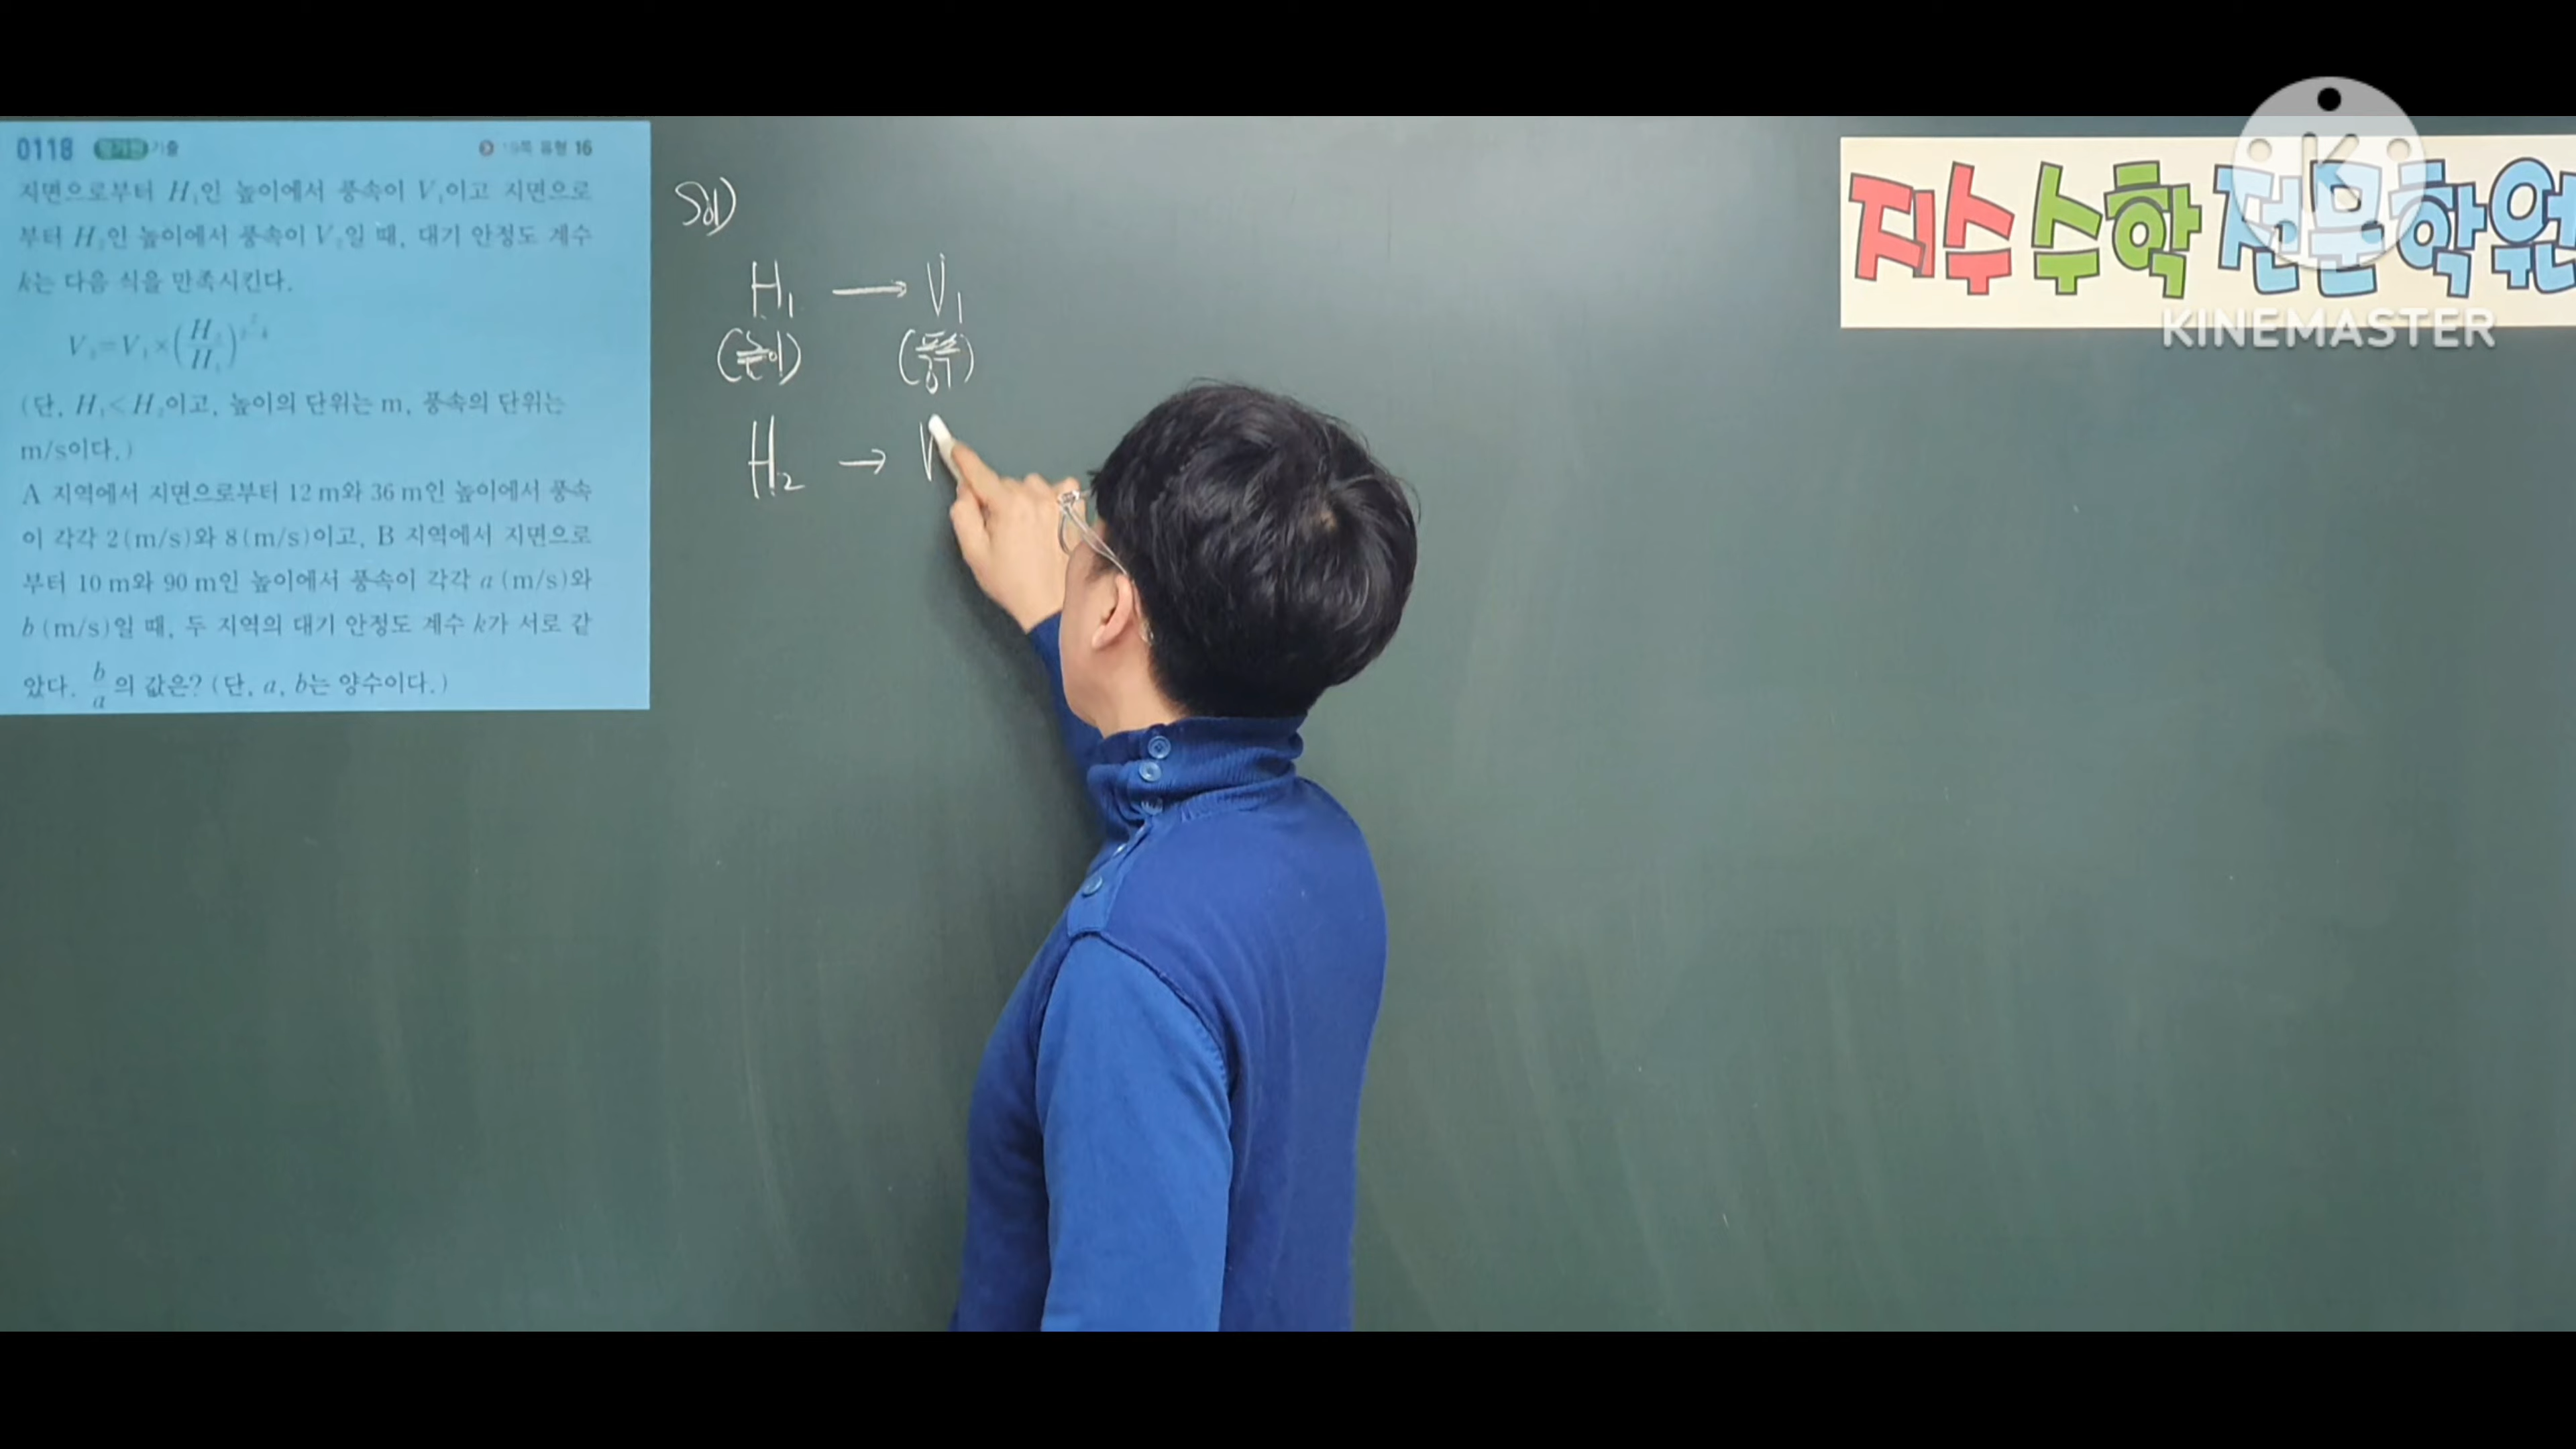 0118 평가원 기출
유형 16
지면으로부터 H₁인 높이에서 풍속이 V₁이고 지면으로
부터 H₂인 높이에서 풍속이 V₂일 때, 대기 안정도 계수
k는 다음 식을 만족시킨다.
V₂=V₁×(H₂/H₁)
(단, H₁<H₂이고, 높이의 단위는 m, 풍속의 단위는
m/s이다.)
A 지역에서 지면으로부터 12 m와 36 m인 높이에서 풍속
이 각각 2 (m/s)와 8 (m/s)이고, B 지역에서 지면으로
부터 10 m와 90 m인 높이에서 풍속이 각각 a (m/s)와
b (m/s)일 때, 두 지역의 대기 안정도 계수 k가 서로 같
았다. b/a의 값은? (단, a, b는 양수이다.)
Sol)
H₁ → V₁
(높이) (풍속)
H₂ → V
지수수학 전문학원
KINEMASTER